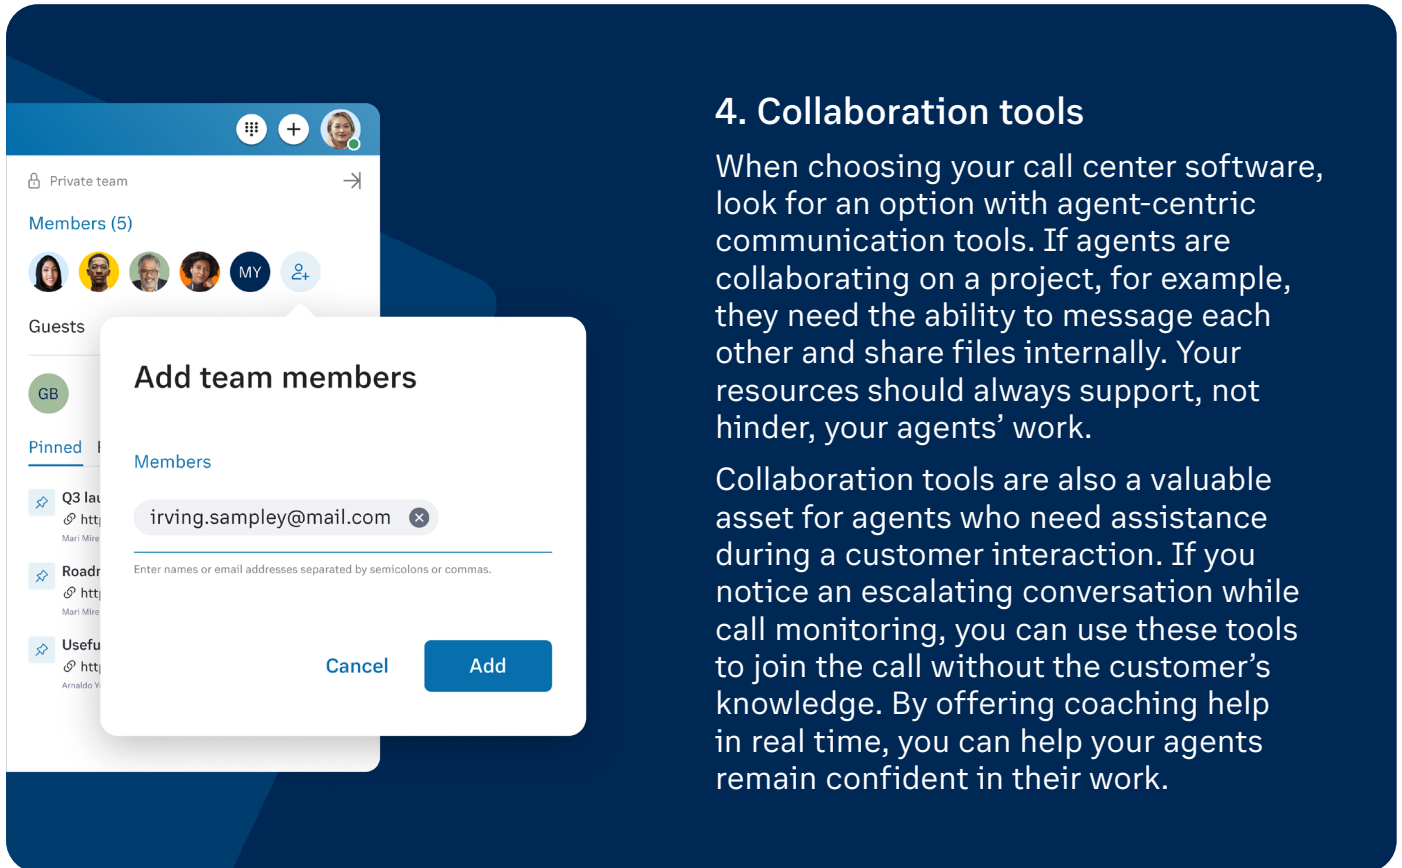 Private team
Members (5)
MY
Guests
GB
Pinned
Q3
Mari
Mari
Arnaldo
Add team members
Members
irving.sampley@mail.com
Enter names or email addresses separated by semicolons or commas.
Cancel
Add
4. Collaboration tools
When choosing your call center software,
look for an option with agent-centric
communication tools. If agents are
collaborating on a project, for example,
they need the ability to message each
other and share files internally. Your
resources should always support, not
hinder, your agents’ work.
Collaboration tools are also a valuable
asset for agents who need assistance
during a customer interaction. If you
notice an escalating conversation while
call monitoring, you can use these tools
to join the call without the customer’s
knowledge. By offering coaching help
in real time, you can help your agents
remain confident in their work.